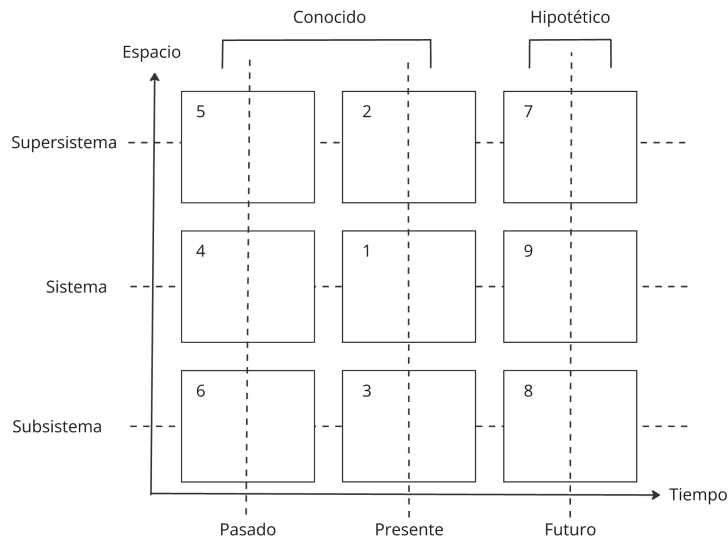 Conocido
Hipotético
Espacio
5
2
7
Supersistema
4
1
9
Sistema
6
3
8
Subsistema
Tiempo
Pasado
Presente
Futuro